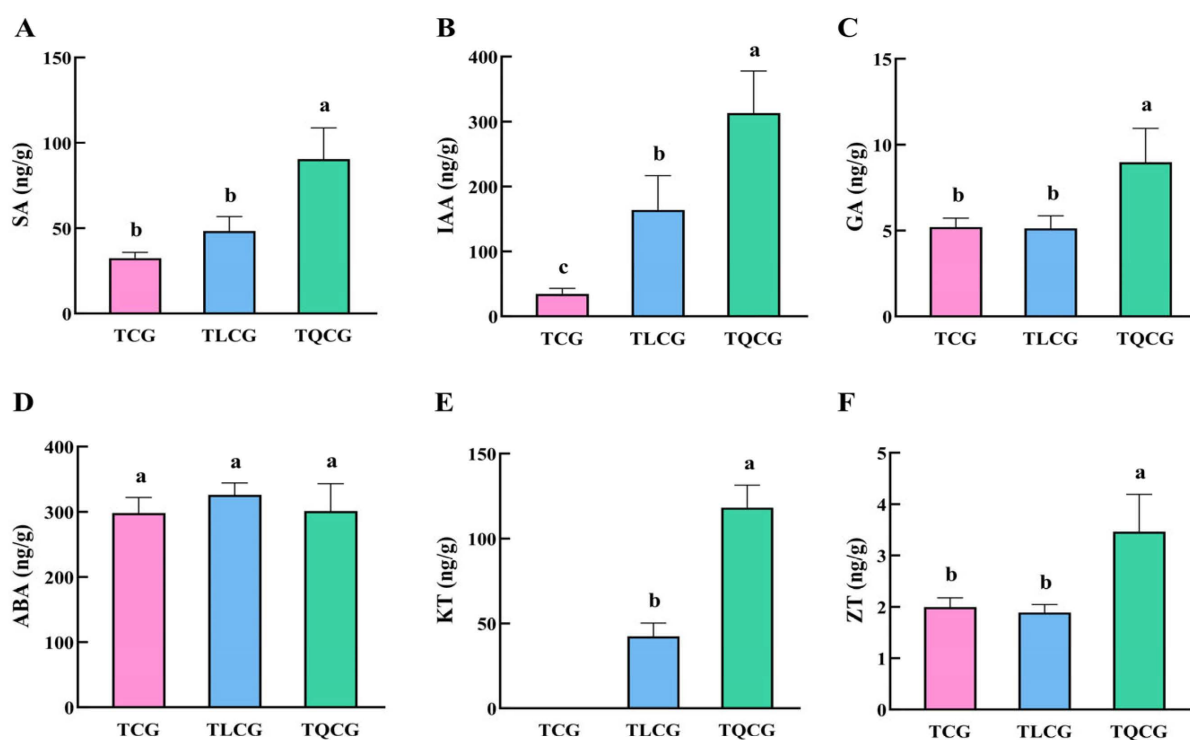 A
SA (ng/g)
150
100
50
0
b
b
a
TCG TLCG TQCG
B
IAA (ng/g)
400
300
200
100
0
c
b
a
TCG TLCG TQCG
C
GA (ng/g)
15
10
5
0
b
b
a
TCG TLCG TQCG
D
ABA (ng/g)
400
300
200
100
0
a
a
a
TCG TLCG TQCG
E
KT (ng/g)
150
100
50
0
b
a
TCG TLCG TQCG
F
ZT (ng/g)
5
4
3
2
1
0
b
b
a
TCG TLCG TQCG